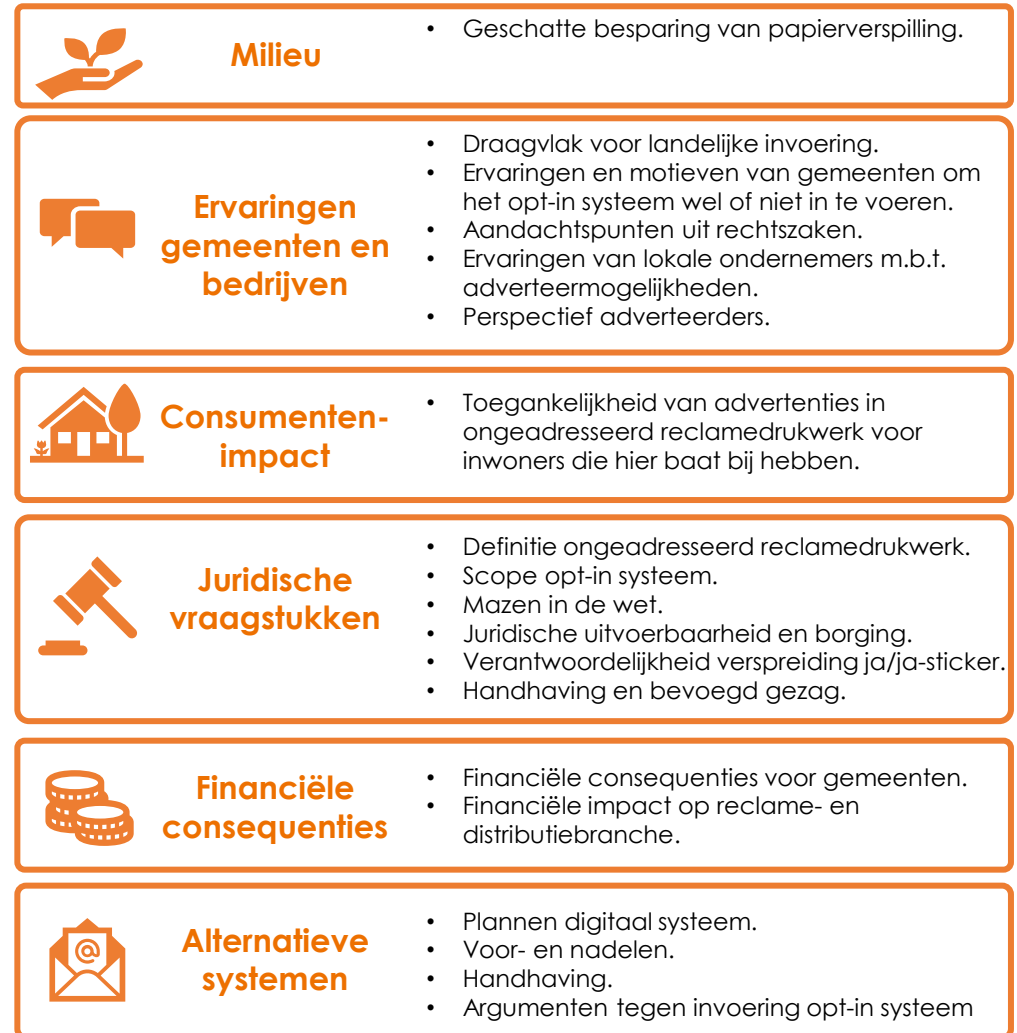 Milieu
• Geschatte besparing van papierverspilling.
Ervaringen
gemeenten en
bedrijven
• Draagvlak voor landelijke invoering.
• Ervaringen en motieven van gemeenten om
het opt-in systeem wel of niet in te voeren.
• Aandachtspunten uit rechtszaken.
• Ervaringen van lokale ondernemers m.b.t.
adverteermogelijkheden.
• Perspectief adverteerders.
Consumenten-
impact
• Toegankelijkheid van advertenties in
ongeadresseerd reclamedrukwerk voor
inwoners die hier baat bij hebben.
Juridische
vraagstukken
• Definitie ongeadresseerd reclamedrukwerk.
• Scope opt-in systeem.
• Mazen in de wet.
• Juridische uitvoerbaarheid en borging.
• Verantwoordelijkheid verspreiding ja/ja-sticker.
• Handhaving en bevoegd gezag.
Financiële
consequenties
• Financiële consequenties voor gemeenten.
• Financiële impact op reclame- en
distributiebranche.
@
Alternatieve
systemen
• Plannen digitaal systeem.
• Voor- en nadelen.
• Handhaving.
• Argumenten tegen invoering opt-in systeem